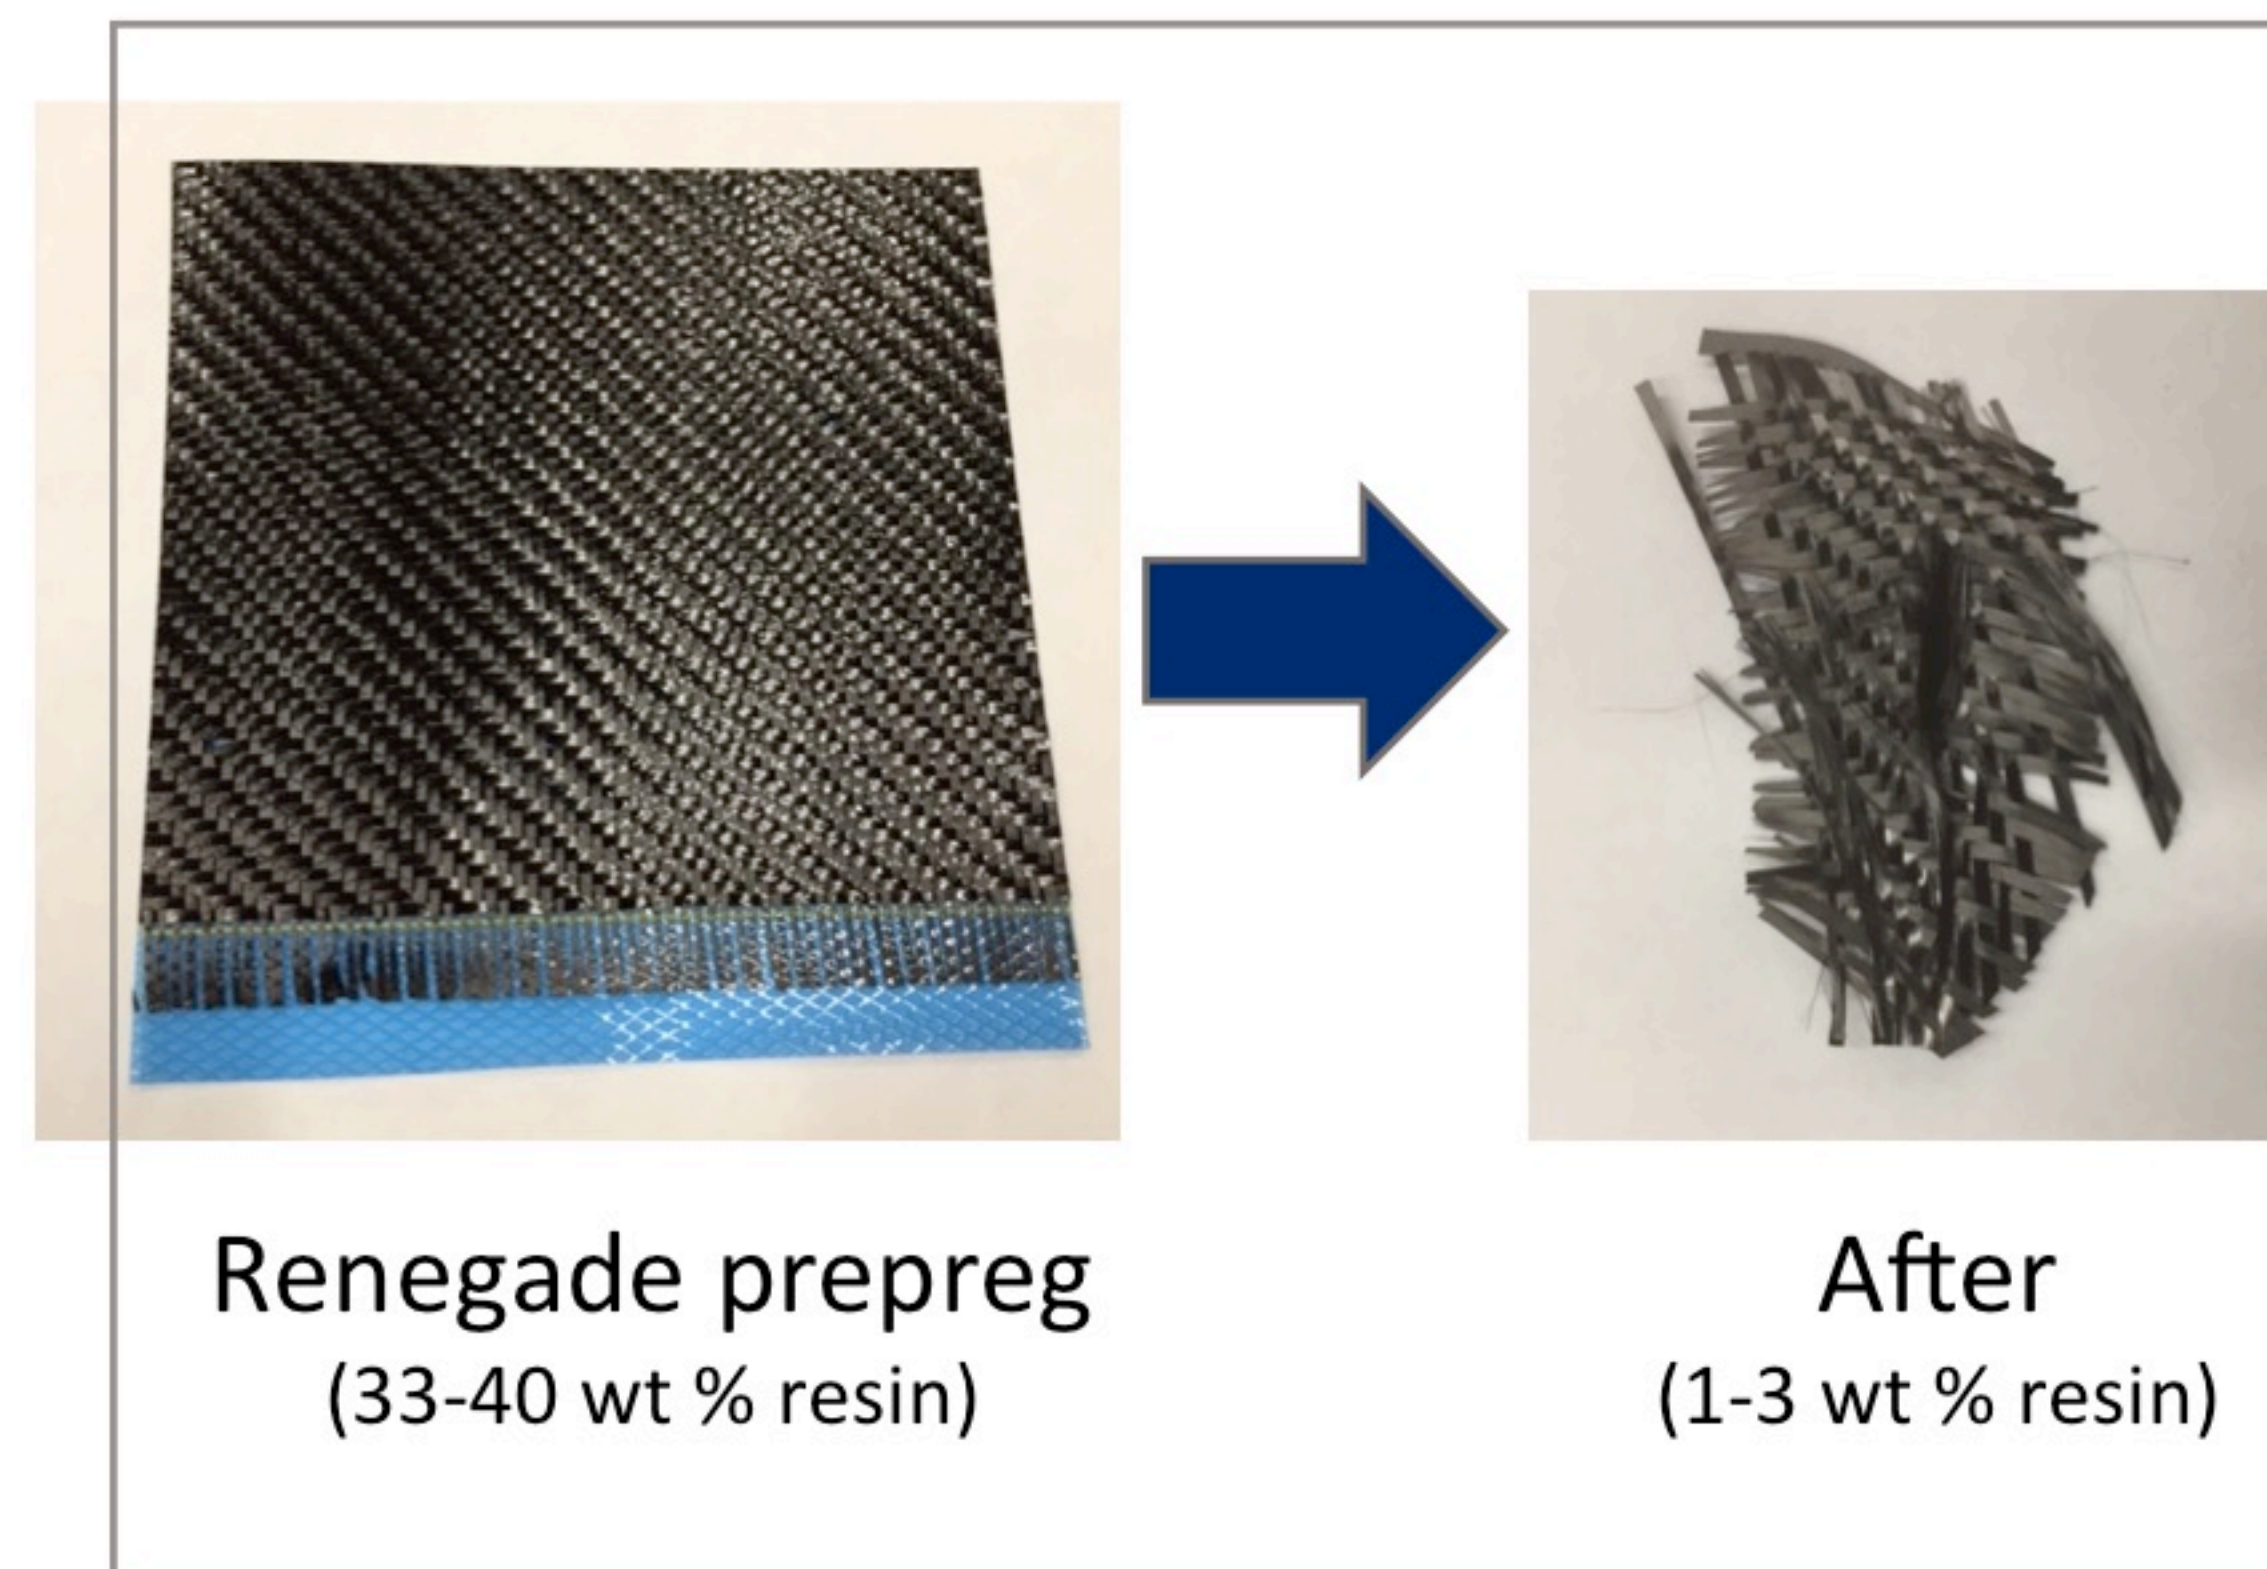 Renegade prepreg
(33-40 wt % resin)
After
(1-3 wt % resin)